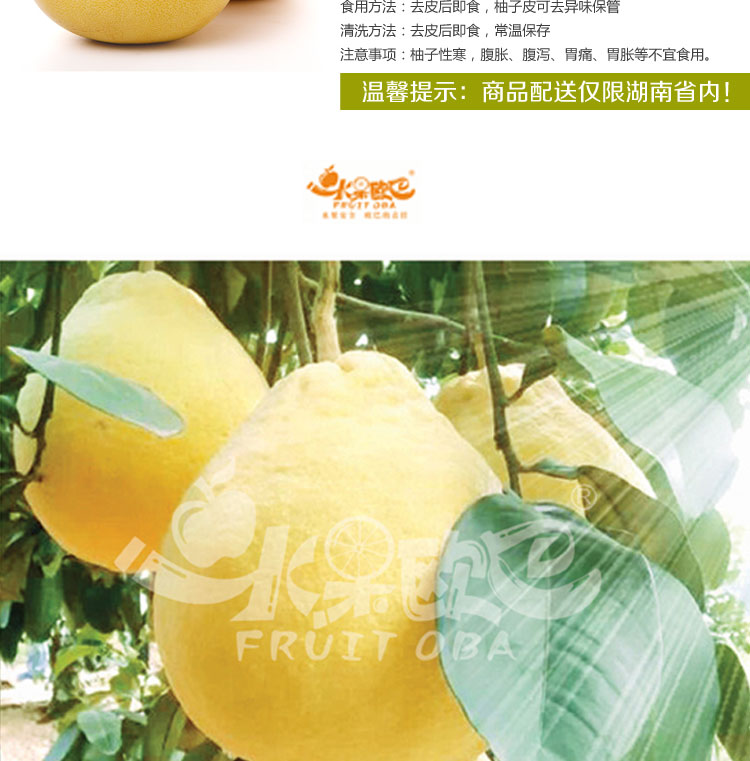 食用方法：去皮后即食，柚子皮可去异味保管
清洗方法：去皮后即食，常温保存
注意事项：柚子性寒，腹胀、腹泻、胃痛、胃胀等不宜食用。
温馨提示：商品配送仅限湖南省内！
水果欧巴®
FRUIT OBA
水果欧巴®
FRUIT OBA